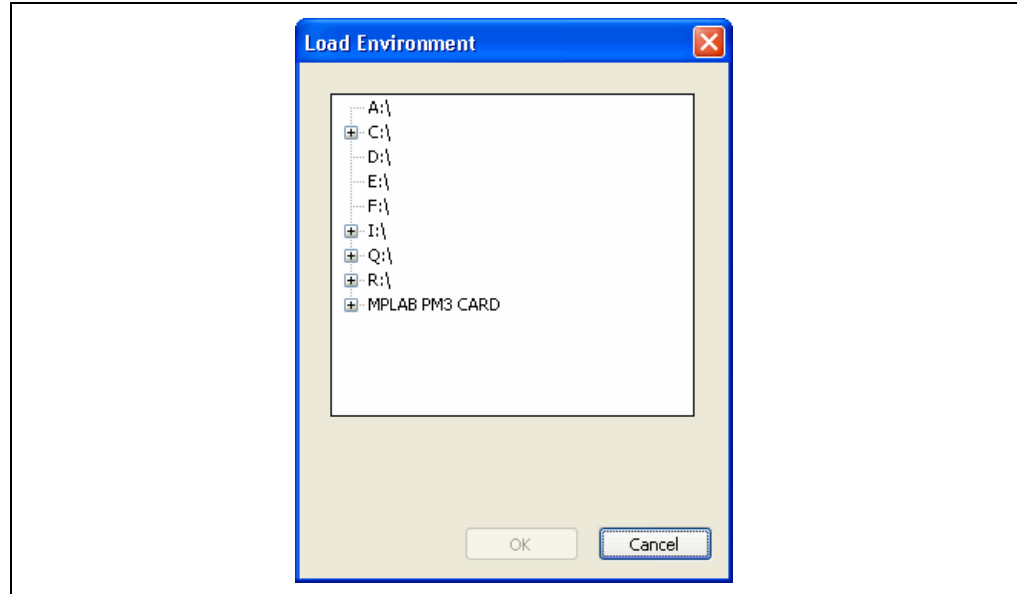 Load Environment
A:\
C:\
D:\
E:\
F:\
I:\
Q:\
R:\
MPLAB PM3 CARD
OK
Cancel